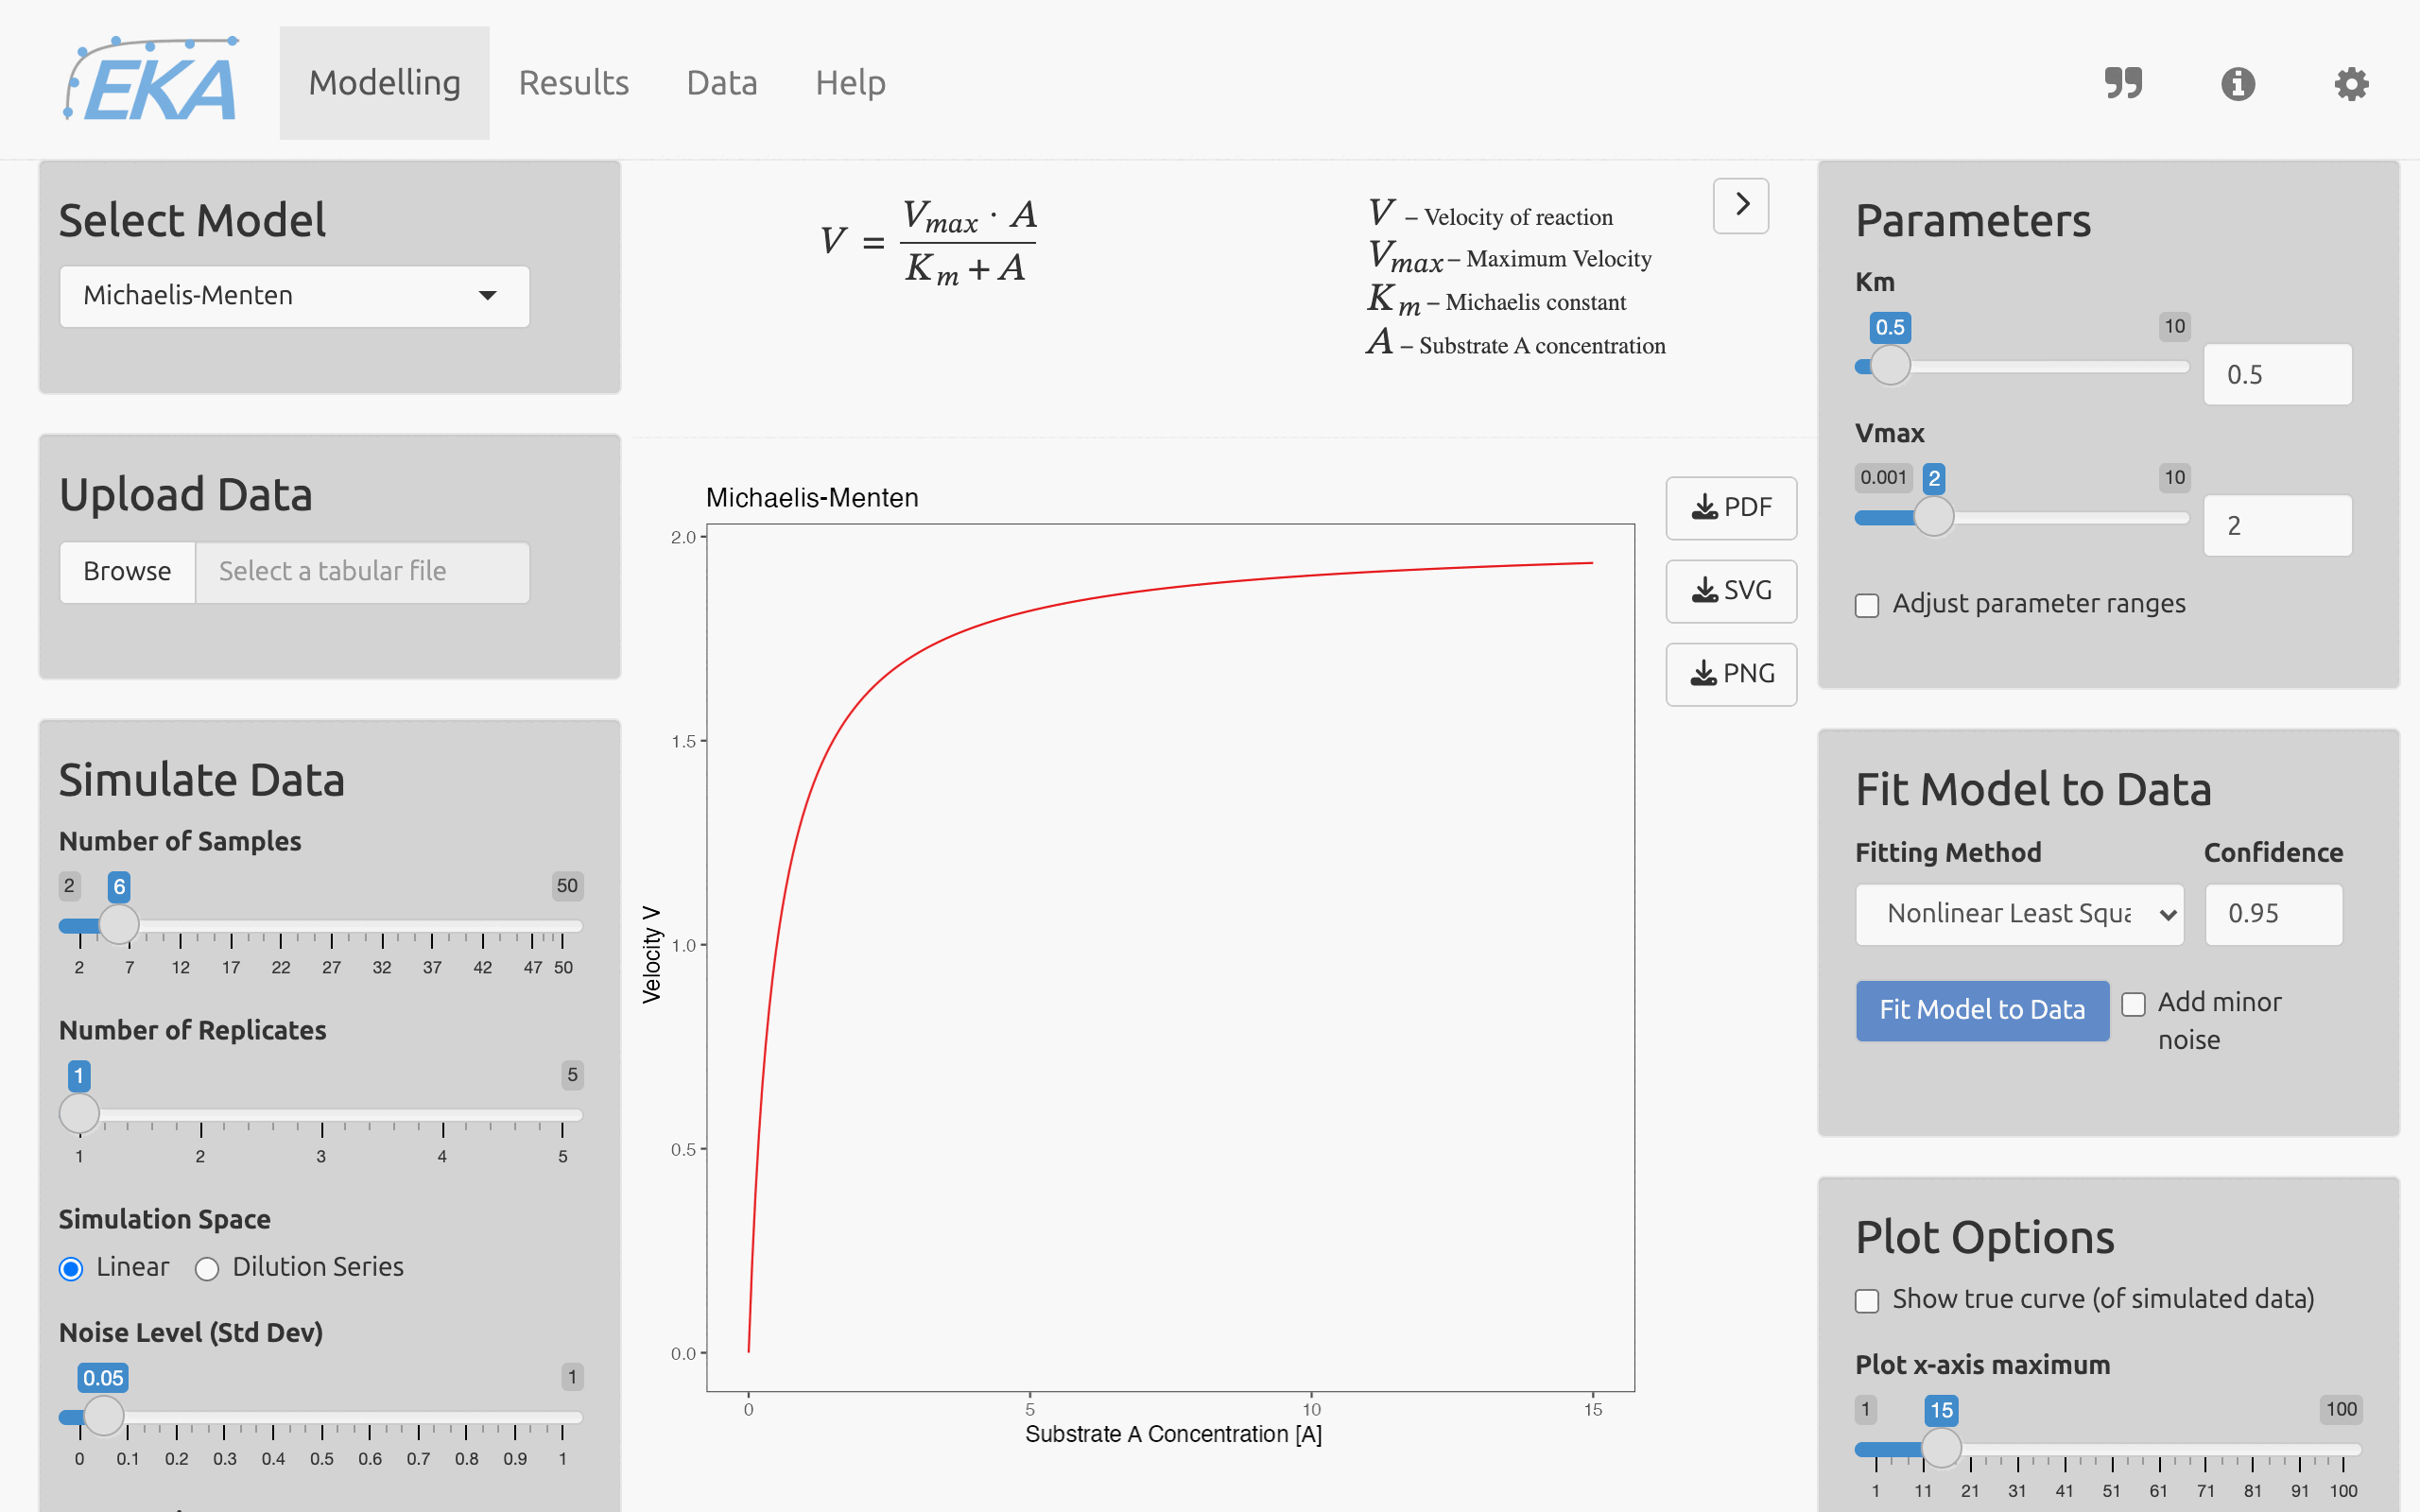 EKA
Modelling
Results
Data
Help
Select Model
Michaelis-Menten
Upload Data
Browse
Select a tabular file
Simulate Data
Number of Samples
2
6
50
2 7 12 17 22 27 32 37 42 47 50
Number of Replicates
1
5
1 2 3 4 5
Simulation Space
Linear
Dilution Series
Noise Level (Std Dev)
0.05
1
0 0.1 0.2 0.3 0.4 0.5 0.6 0.7 0.8 0.9 1
V = Vmax · A / Km + A
V – Velocity of reaction
Vmax – Maximum Velocity
Km – Michaelis constant
A – Substrate A concentration
Michaelis-Menten
2.0
1.5
1.0
0.5
0.0
Velocity V
0 5 10 15
Substrate A Concentration [A]
PDF
SVG
PNG
Parameters
Km
0.5
10
0.5
Vmax
0.001
2
10
2
Adjust parameter ranges
Fit Model to Data
Fitting Method
Confidence
Nonlinear Least Squa
0.95
Fit Model to Data
Add minor
noise
Plot Options
Show true curve (of simulated data)
Plot x-axis maximum
1
15
100
1 11 21 31 41 51 61 71 81 91 100